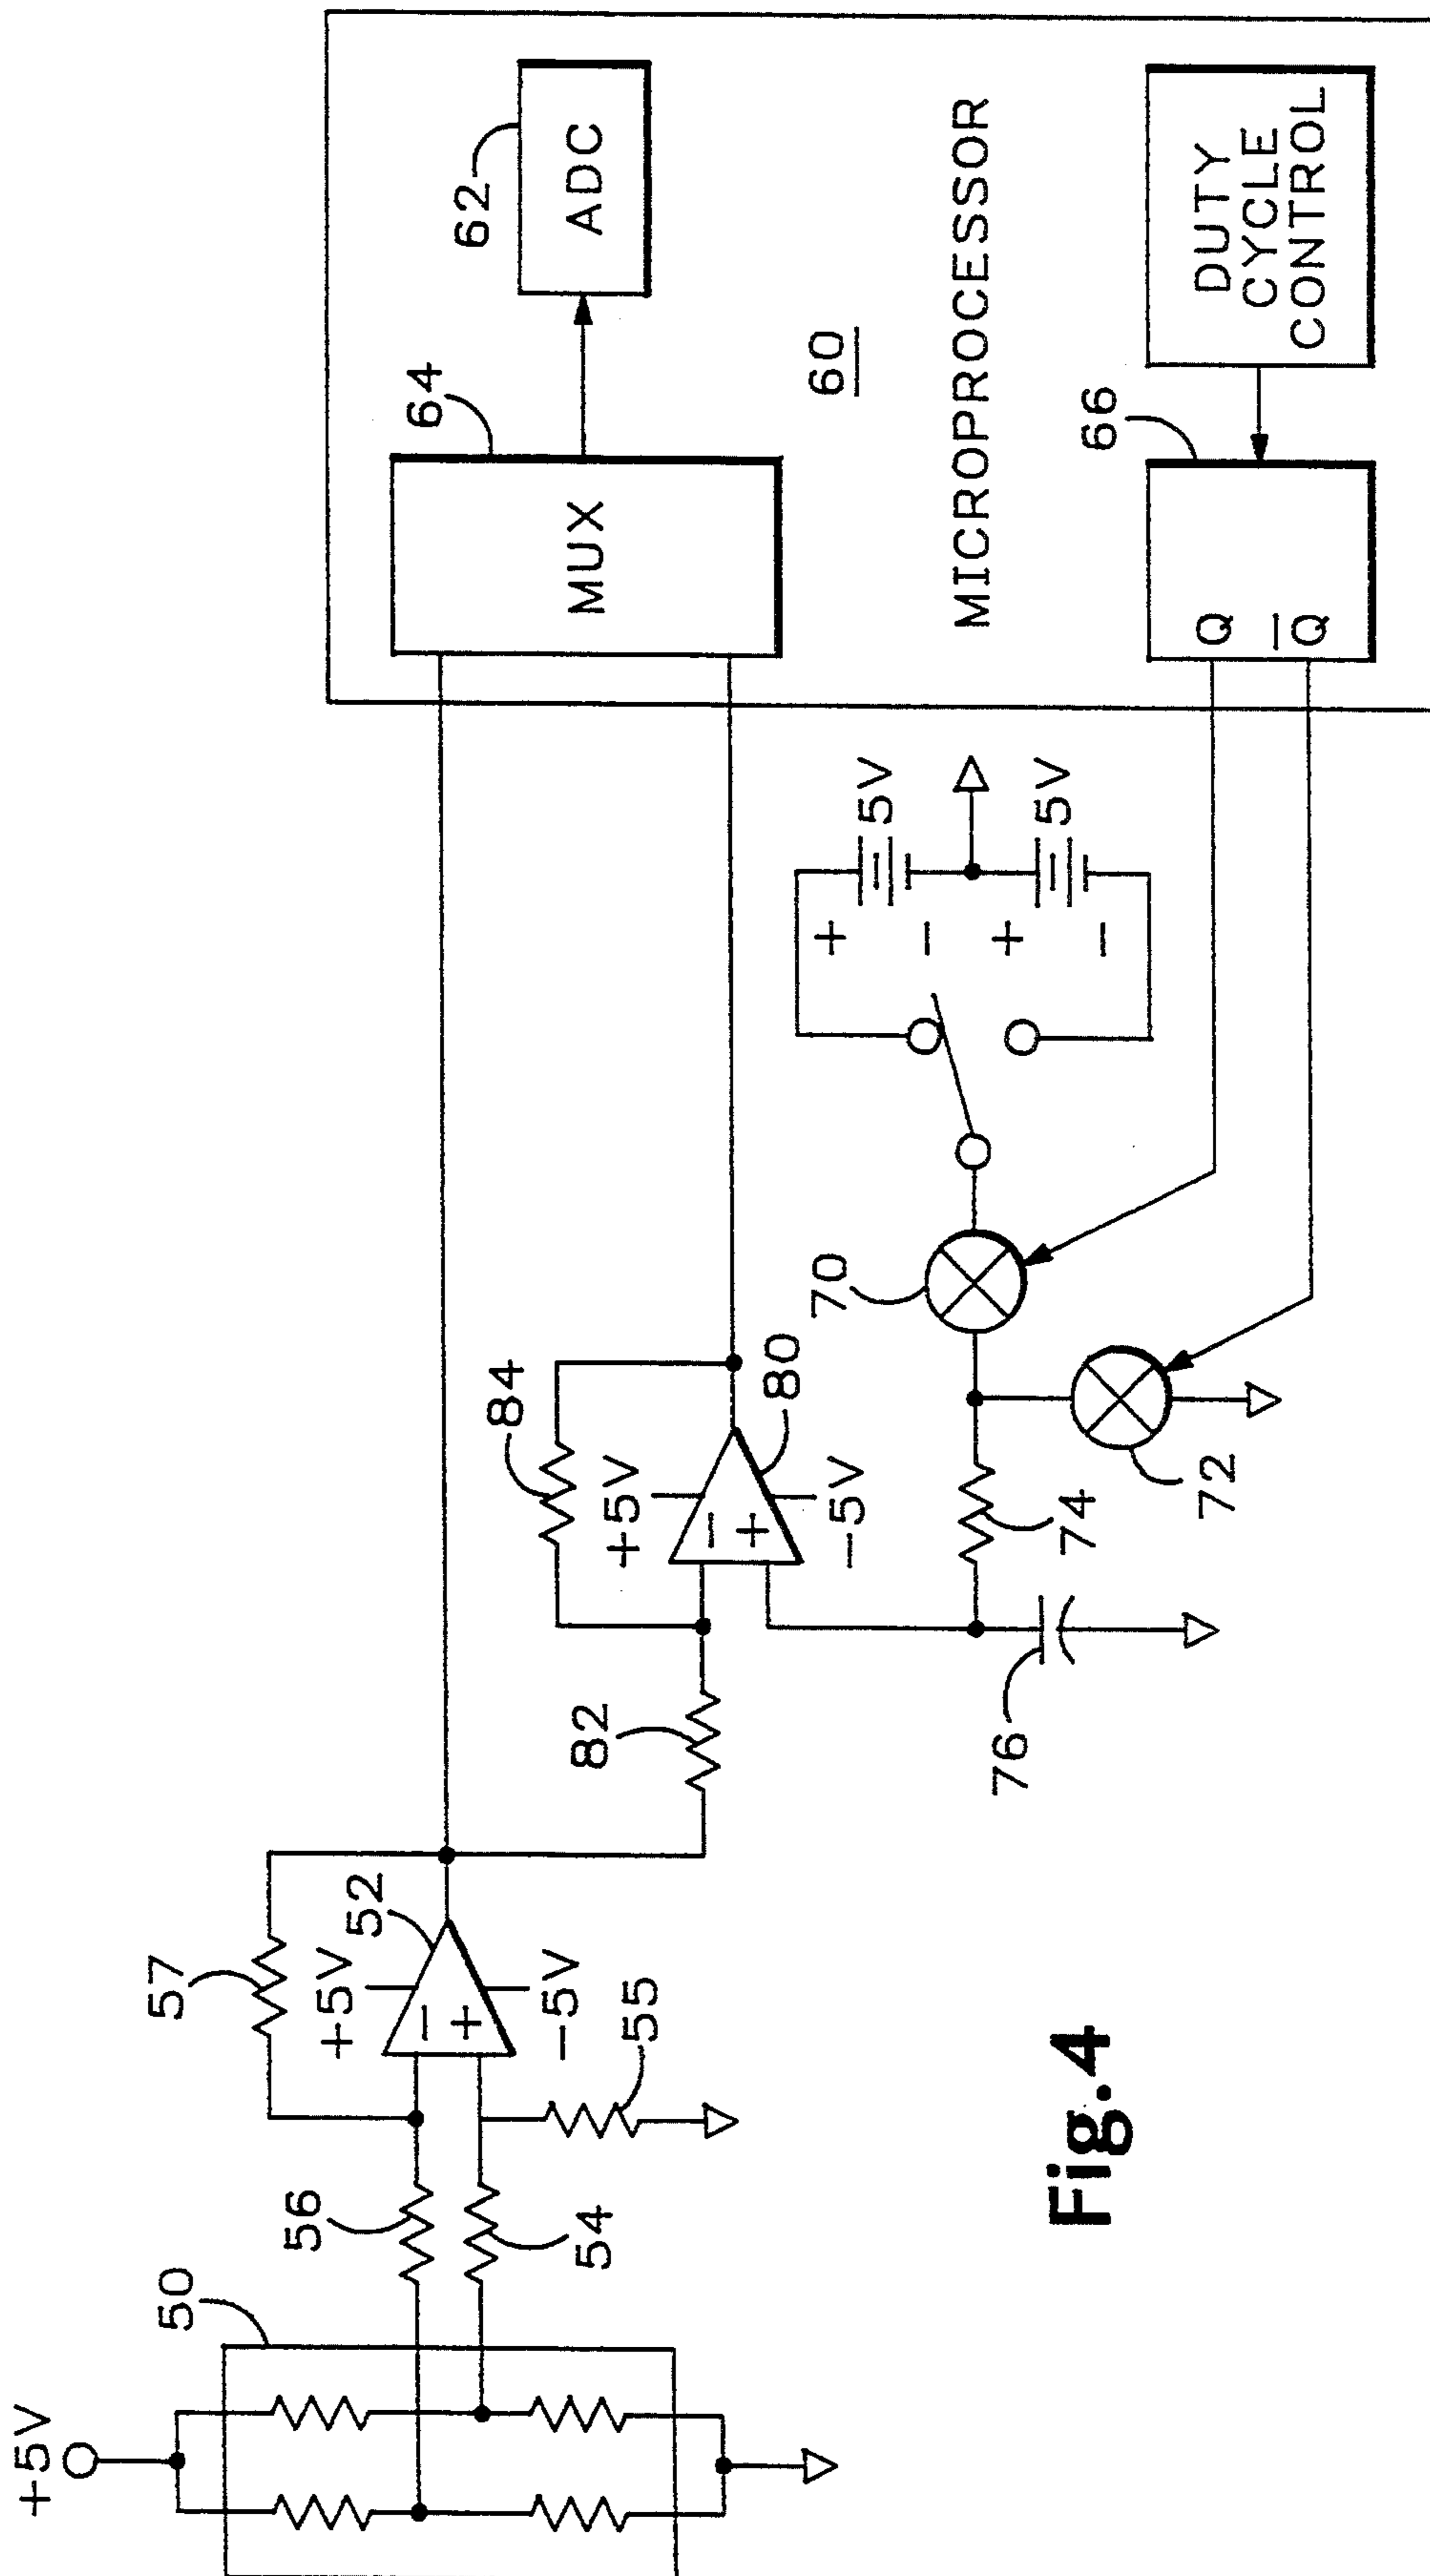 +5V
50
56
54
57
+5V
52
−
+
−5V
55
82
84
+5V
−
+
80
−5V
76
74
72
70
+
−
+
−
5V
5V
64
MUX
62
ADC
60
MICROPROCESSOR
66
Q
Q̅
DUTY
CYCLE
CONTROL
Fig.4